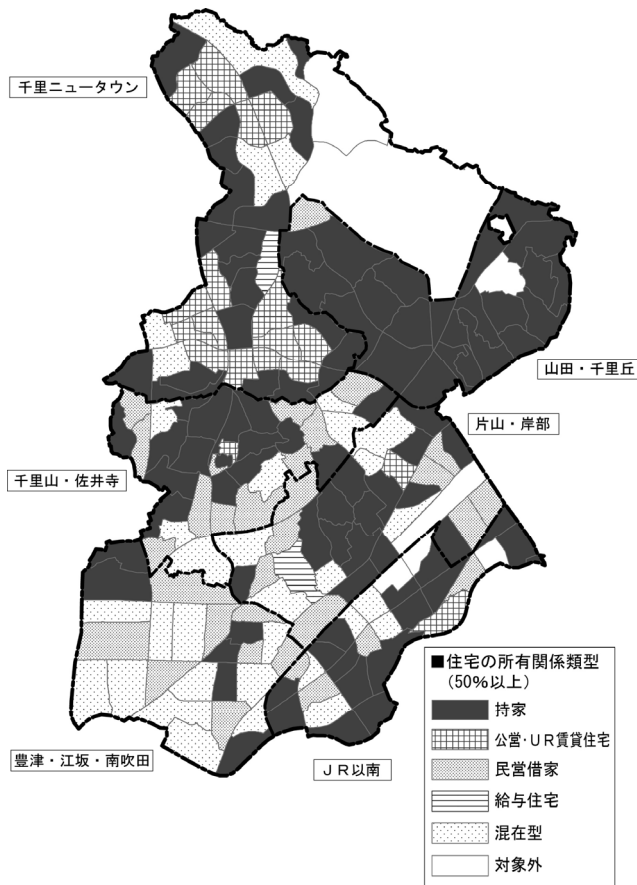 千里ニュータウン
山田・千里丘
片山・岸部
千里山・佐井寺
豊津・江坂・南吹田
ＪＲ以南
■住宅の所有関係類型
（50％以上）
持家
公営・ＵＲ賃貸住宅
民営借家
給与住宅
混在型
対象外